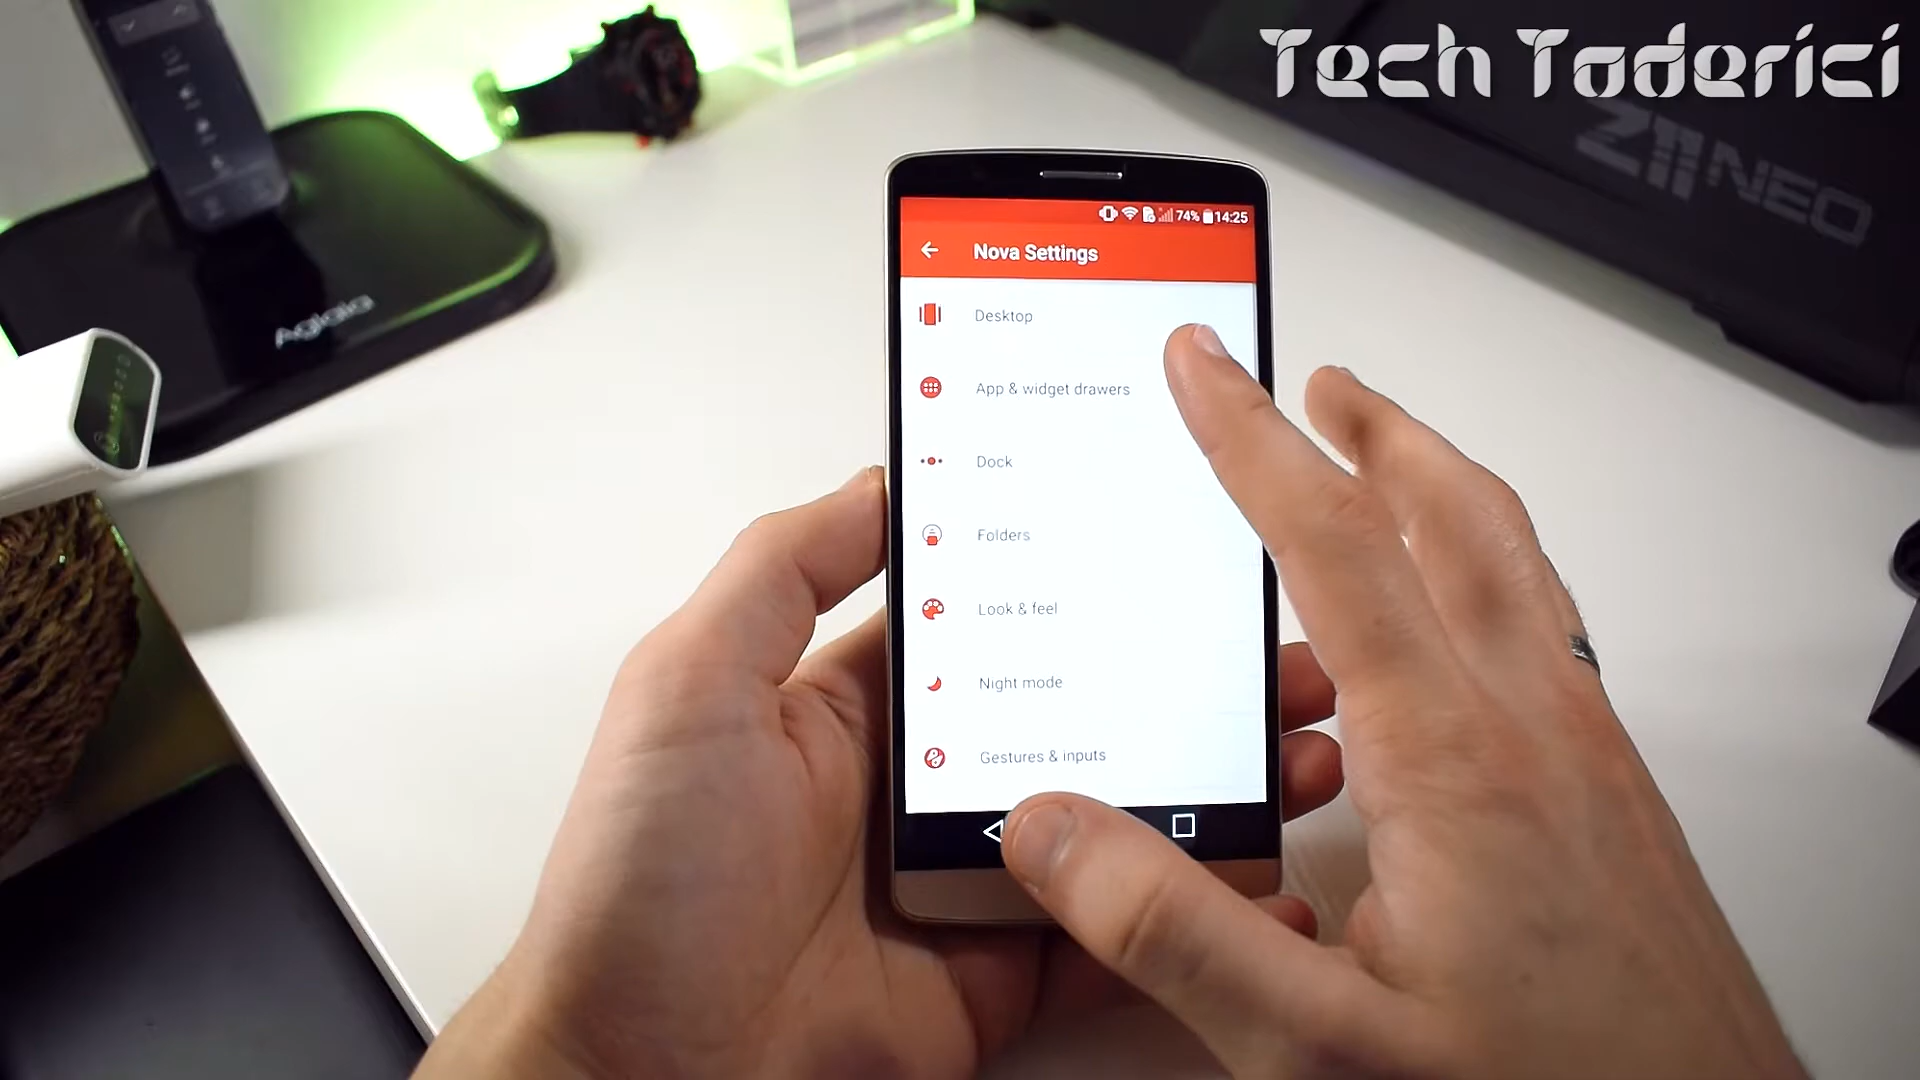 Tech Toderici
Z11 NEO
74% 14:25
Nova Settings
Desktop
App & widget drawers
Dock
Folders
Look & feel
Night mode
Gestures & inputs
Aglaia